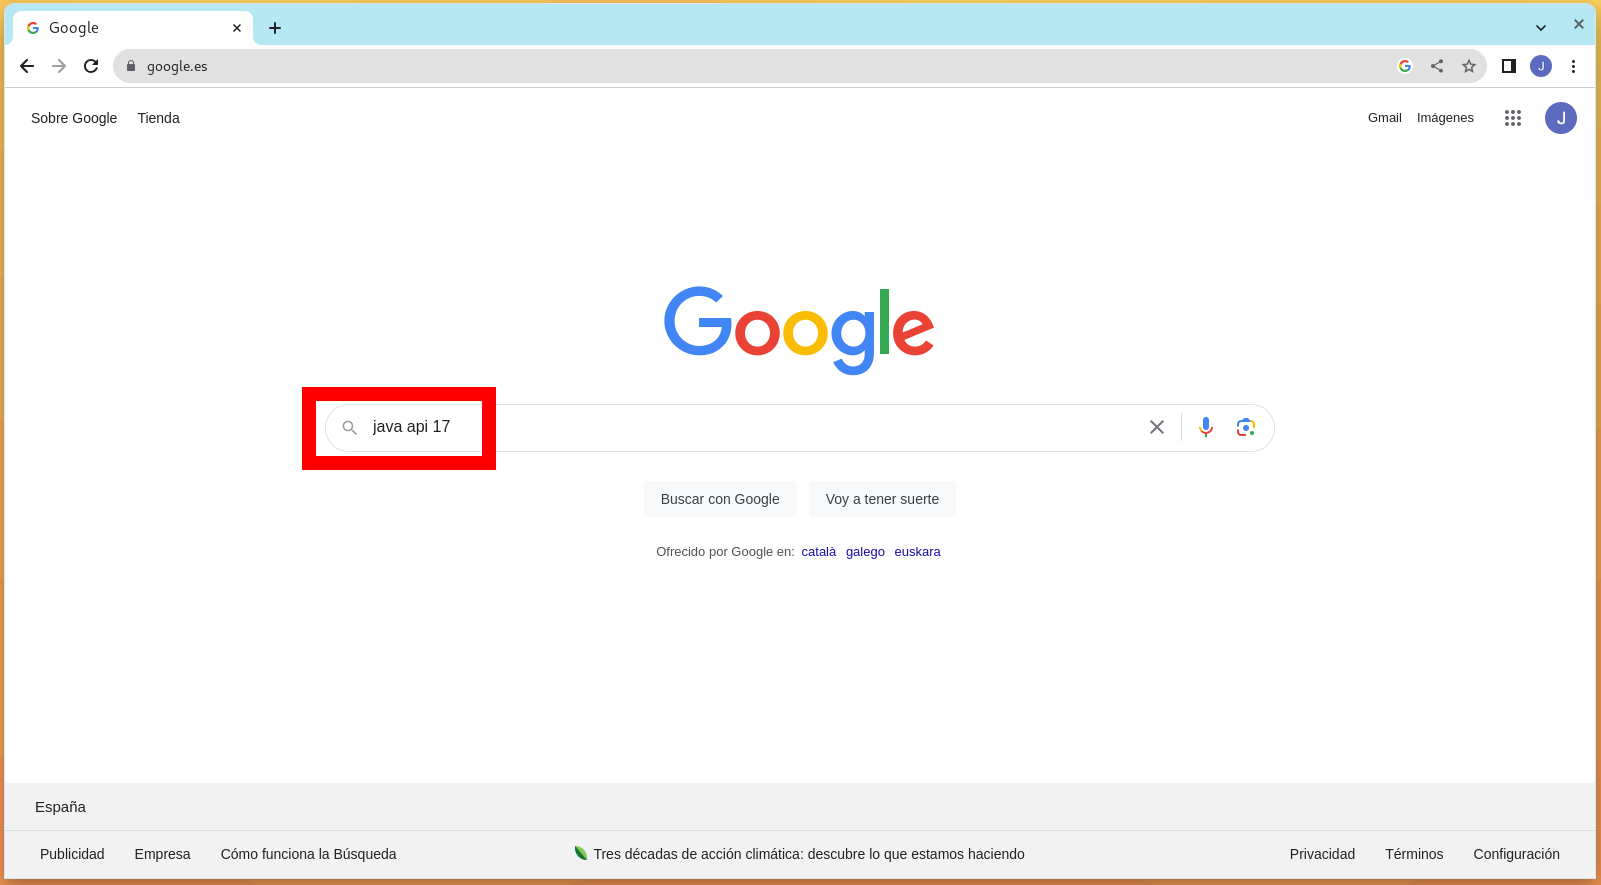 Google
google.es
J
Sobre Google Tienda
Gmail Imágenes J
Google
java api 17
Buscar con Google Voy a tener suerte
Ofrecido por Google en: català galego euskara
España
Publicidad Empresa Cómo funciona la Búsqueda Tres décadas de acción climática: descubre lo que estamos haciendo Privacidad Términos Configuración